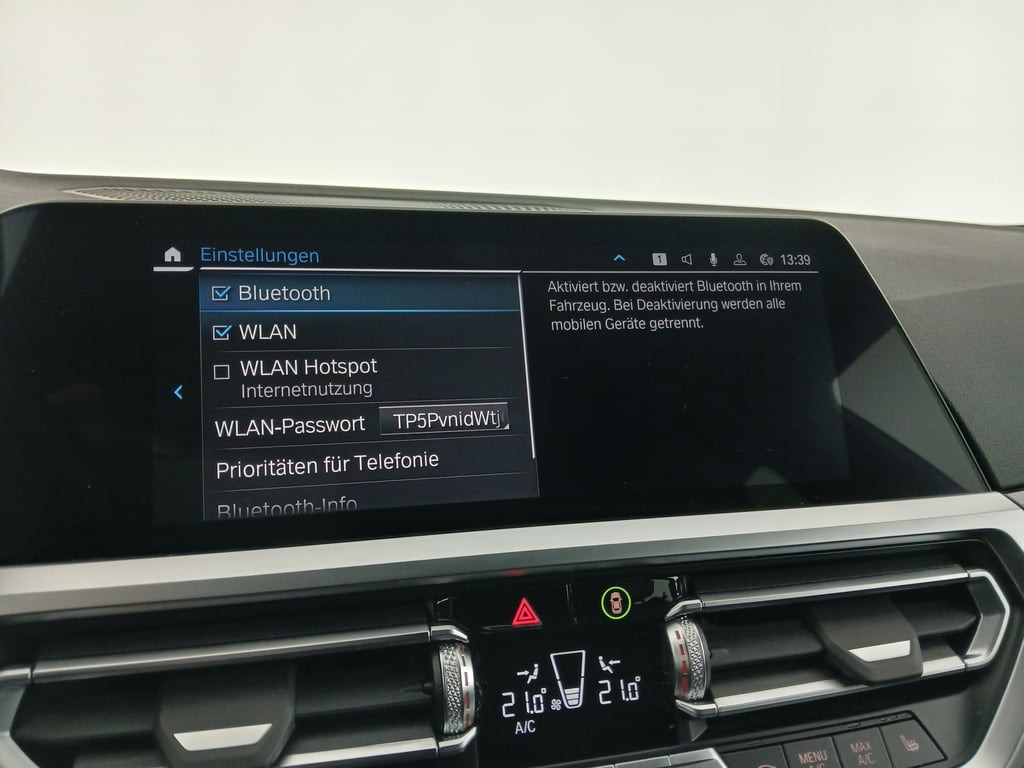 Einstellungen
1
13:39
Bluetooth
WLAN
WLAN Hotspot
Internetnutzung
WLAN-Passwort TP5PvnidWtj
Prioritäten für Telefonie
Bluetooth-Info
Aktiviert bzw. deaktiviert Bluetooth in Ihrem
Fahrzeug. Bei Deaktivierung werden alle
mobilen Geräte getrennt.
21.0° 21.0°
A/C
MENU
A/C
MAX
A/C